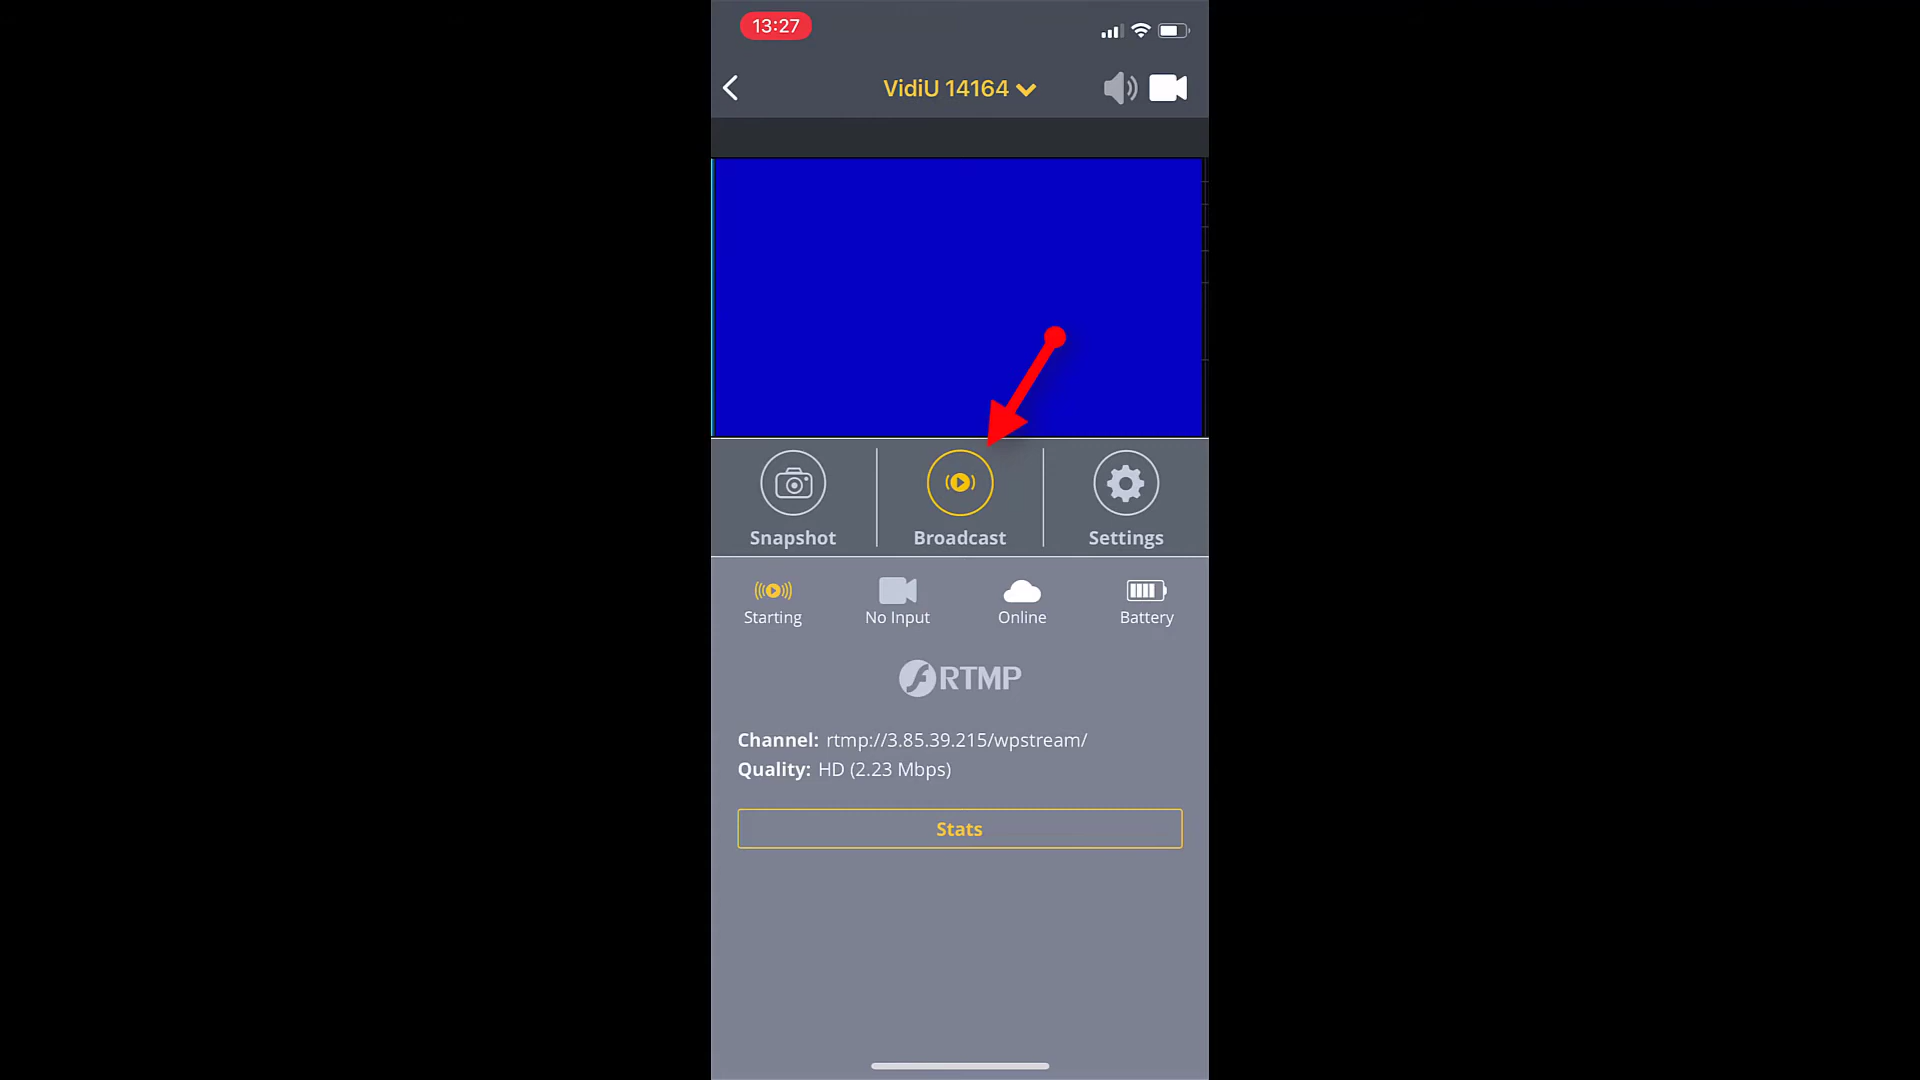 13:27
VidiU 14164
Snapshot
Broadcast
Settings
Starting
No Input
Online
Battery
RTMP
Channel: rtmp://3.85.39.215/wpstream/
Quality: HD (2.23 Mbps)
Stats